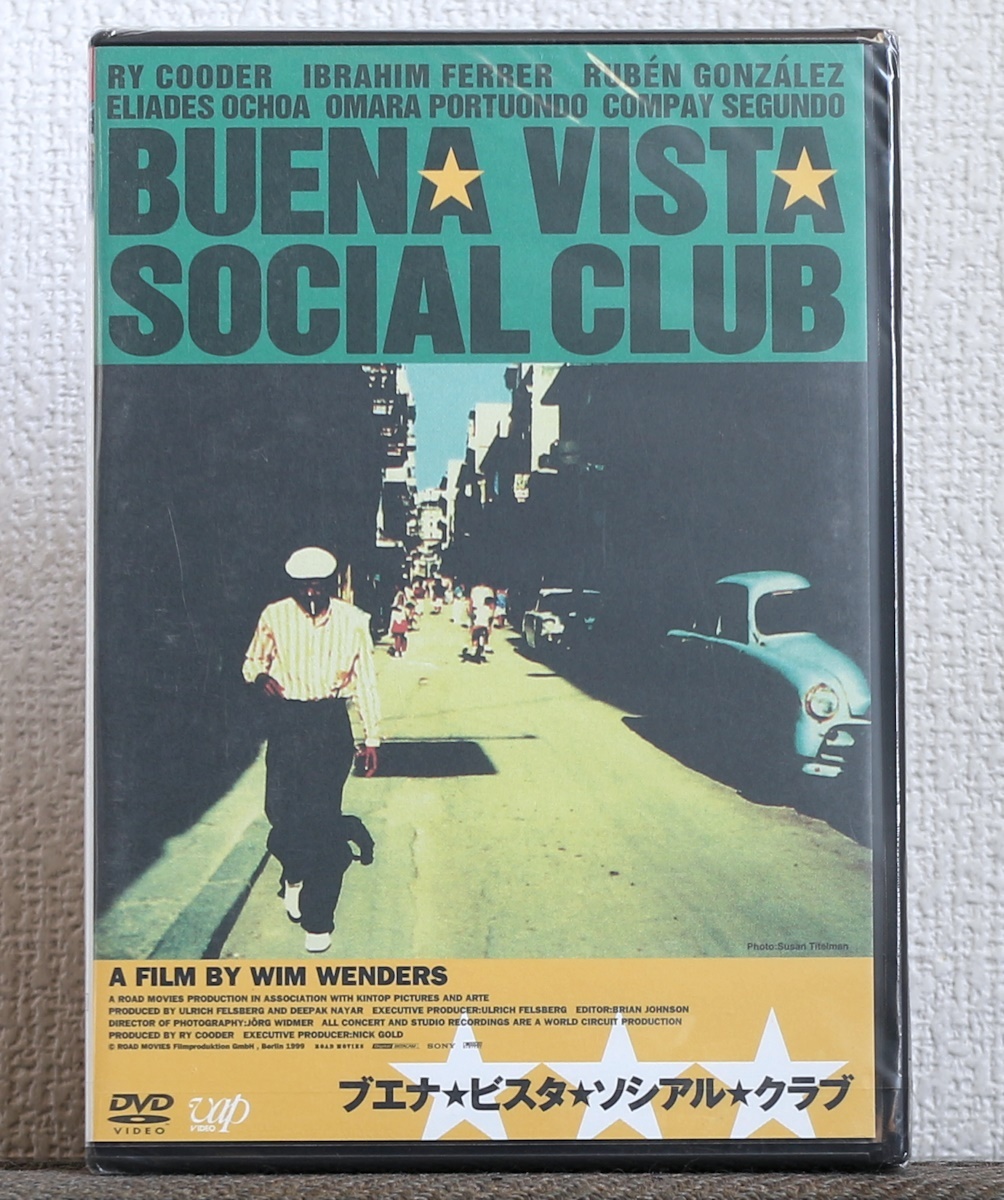 RY COODER IBRAHIM FERRER RUBÉN GONZÁLEZ
ELIADES OCHOA OMARA PORTUONDO COMPAY SEGUNDO
BUENA VISTA
SOCIAL CLUB
Photo:Susan Titelman
A FILM BY WIM WENDERS
A ROAD MOVIES PRODUCTION IN ASSOCIATION WITH KINTOP PICTURES AND ARTE
PRODUCED BY ULRICH FELSBERG AND DEEPAK NAYAR EXECUTIVE PRODUCER:ULRICH FELSBERG EDITOR:BRIAN JOHNSON
DIRECTOR OF PHOTOGRAPHY:JÖRG WIDMER ALL CONCERT AND STUDIO RECORDINGS ARE A WORLD CIRCUIT PRODUCTION
PRODUCED BY RY COODER EXECUTIVE PRODUCER:NICK GOLD
© ROAD MOVIES Filmproduktion GmbH , Berlin 1999 ROAD MOVIES SONY
ブエナ★ビスタ★ソシアル★クラブ
DVD VIDEO
vap VIDEO